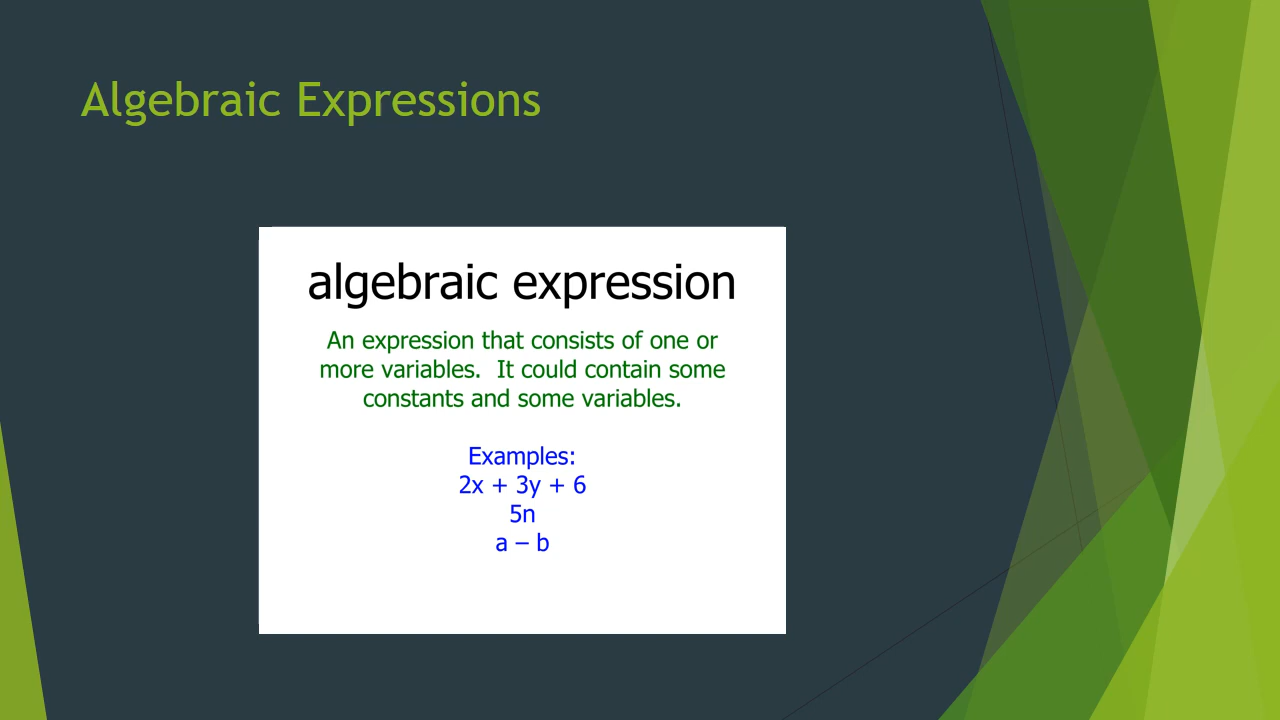 Algebraic Expressions
algebraic expression
An expression that consists of one or
more variables.  It could contain some
constants and some variables.
Examples:
2x + 3y + 6
5n
a – b